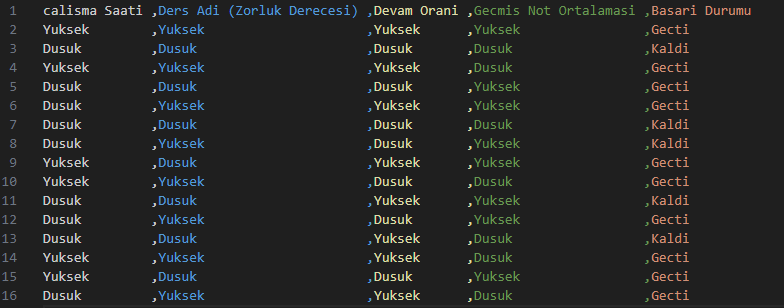 1 calisma Saati ,Ders Adi (Zorluk Derecesi) ,Devam Orani ,Gecmis Not Ortalamasi ,Basari Durumu
2 Yuksek ,Yuksek ,Yuksek ,Yuksek ,Gecti
3 Dusuk ,Dusuk ,Dusuk ,Dusuk ,Kaldi
4 Yuksek ,Yuksek ,Yuksek ,Dusuk ,Gecti
5 Dusuk ,Dusuk ,Dusuk ,Yuksek ,Gecti
6 Dusuk ,Yuksek ,Yuksek ,Yuksek ,Gecti
7 Dusuk ,Dusuk ,Dusuk ,Dusuk ,Kaldi
8 Dusuk ,Yuksek ,Dusuk ,Yuksek ,Kaldi
9 Yuksek ,Dusuk ,Yuksek ,Yuksek ,Gecti
10 Yuksek ,Yuksek ,Dusuk ,Dusuk ,Gecti
11 Dusuk ,Dusuk ,Yuksek ,Yuksek ,Kaldi
12 Dusuk ,Yuksek ,Dusuk ,Yuksek ,Gecti
13 Dusuk ,Dusuk ,Yuksek ,Dusuk ,Kaldi
14 Yuksek ,Yuksek ,Yuksek ,Dusuk ,Gecti
15 Yuksek ,Dusuk ,Dusuk ,Yuksek ,Gecti
16 Dusuk ,Yuksek ,Yuksek ,Dusuk ,Gecti